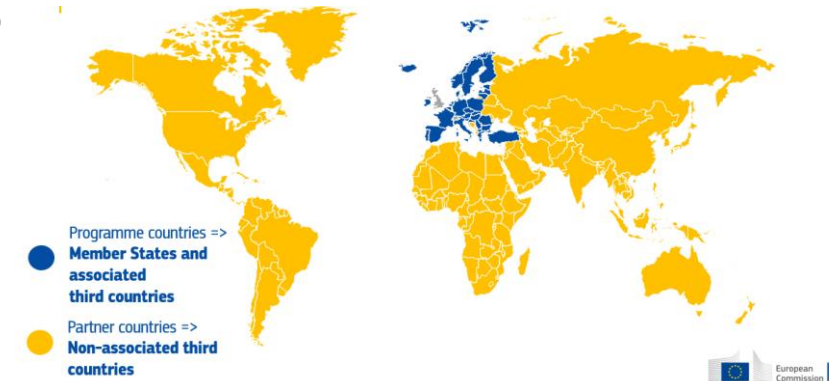 Programme countries =>
Member States and
associated
third countries
Partner countries =>
Non-associated third
countries
European
Commission